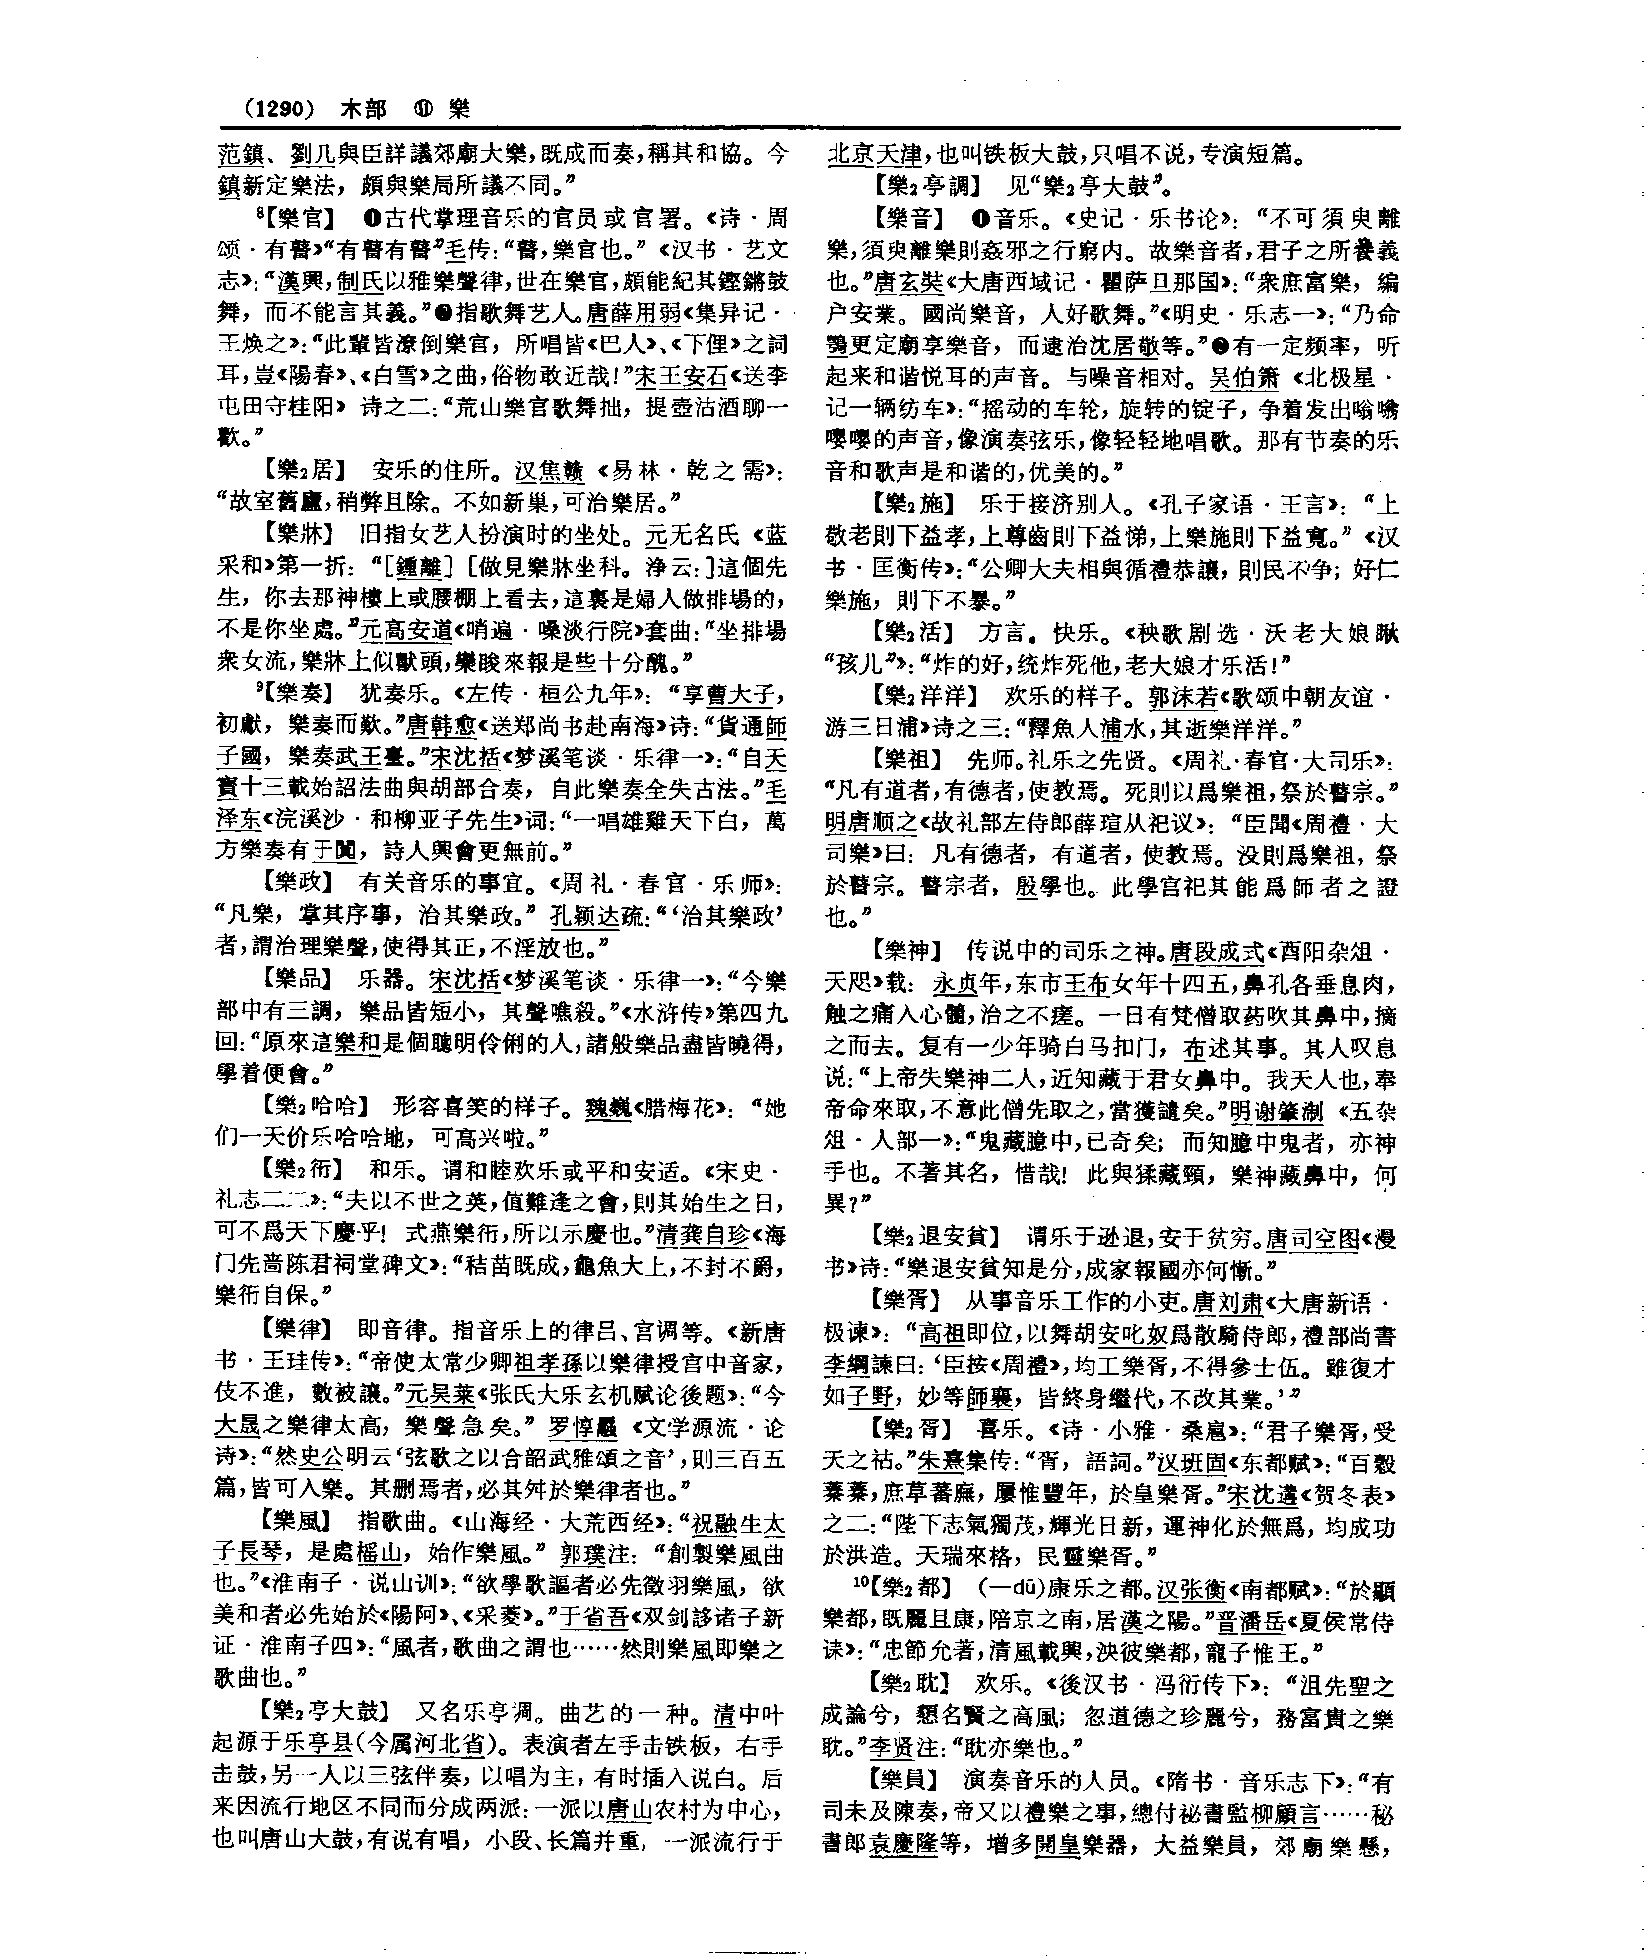 (1290) 木部 ⑪ 樂
范鎮、劉几與臣詳議郊廟大樂,既成而奏,稱其和協。今
鎮新定樂法,頗與樂局所議不同。”
⁸【樂官】 ❶古代掌理音乐的官员或官署。《诗·周
颂·有瞽》“有瞽有瞽”毛传:“瞽,樂官也。”《汉书·艺文
志》:“漢興,制氏以雅樂聲律,世在樂官,頗能紀其鏗鏘鼓
舞,而不能言其義。”❷指歌舞艺人。唐薛用弱《集异记·
王焕之》:“此輩皆潦倒樂官,所唱皆《巴人》、《下俚》之詞
耳,豈《陽春》、《白雪》之曲,俗物敢近哉!”宋王安石《送李
屯田守桂阳》诗之二:“荒山樂官歌舞拙,提壺沽酒聊一
歡。”
【樂₂居】 安乐的住所。汉焦赣《易林·乾之需》:
“故室舊廬,稍弊且除。不如新巢,可治樂居。”
【樂牀】 旧指女艺人扮演时的坐处。元无名氏《蓝
采和》第一折:“[鍾離][做見樂牀坐科。净云:]這個先
生,你去那神樓上或腰棚上看去,這裏是婦人做排場的,
不是你坐處。”元高安道《哨遍·嗓淡行院》套曲:“坐排場
衆女流,樂牀上似獸頭,欒睃來報是些十分醜。”
⁹【樂奏】 犹奏乐。《左传·桓公九年》:“享曹大子,
初獻,樂奏而歎。”唐韩愈《送郑尚书赴南海》诗:“貨通師
子國,樂奏武王臺。”宋沈括《梦溪笔谈·乐律一》:“自天
寶十三載始詔法曲與胡部合奏,自此樂奏全失古法。”毛
泽东《浣溪沙·和柳亚子先生》词:“一唱雄雞天下白,萬
方樂奏有于闐,詩人興會更無前。”
【樂政】 有关音乐的事宜。《周礼·春官·乐师》:
“凡樂,掌其序事,治其樂政。”孔颖达疏:“‘治其樂政’
者,謂治理樂聲,使得其正,不淫放也。”
【樂品】 乐器。宋沈括《梦溪笔谈·乐律一》:“今樂
部中有三調,樂品皆短小,其聲噍殺。”《水浒传》第四九
回:“原來這樂和是個聰明伶俐的人,諸般樂品盡皆曉得,
學着便會。”
【樂₂哈哈】 形容喜笑的样子。魏巍《腊梅花》:“她
们一天价乐哈哈地,可高兴啦。”
【樂₂衎】 和乐。谓和睦欢乐或平和安适。《宋史·
礼志二二》:“夫以不世之英,值難逢之會,則其始生之日,
可不爲天下慶乎!式燕樂衎,所以示慶也。”清龚自珍《海
门先啬陈君祠堂碑文》:“秸苗既成,龜魚大上,不封不爵,
樂衎自保。”
【樂律】 即音律。指音乐上的律吕、宫调等。《新唐
书·王珪传》:“帝使太常少卿祖孝孫以樂律授宫中音家,
伎不進,數被讓。”元吴莱《张氏大乐玄机赋论後题》:“今
大晟之樂律太高,樂聲急矣。”罗惇曧《文学源流·论
诗》:“然史公明云‘弦歌之以合韶武雅頌之音’,則三百五
篇,皆可入樂。其删焉者,必其舛於樂律者也。”
【樂風】 指歌曲。《山海经·大荒西经》:“祝融生太
子長琴,是處榣山,始作樂風。”郭璞注:“創製樂風曲
也。”《淮南子·说山训》:“欲學歌謳者必先徵羽樂風,欲
美和者必先始於《陽阿》、《采菱》。”于省吾《双剑誃诸子新
证·淮南子四》:“風者,歌曲之謂也……然則樂風即樂之
歌曲也。”
【樂₂亭大鼓】 又名乐亭调。曲艺的一种。清中叶
起源于乐亭县(今属河北省)。表演者左手击铁板,右手
击鼓,另一人以三弦伴奏,以唱为主,有时插入说白。后
来因流行地区不同而分成两派:一派以唐山农村为中心,
也叫唐山大鼓,有说有唱,小段、长篇并重,一派流行于
北京天津,也叫铁板大鼓,只唱不说,专演短篇。
【樂₂亭調】 见“樂₂亭大鼓”。
【樂音】 ❶音乐。《史记·乐书论》:“不可須臾離
樂,須臾離樂則姦邪之行窮内。故樂音者,君子之所養義
也。”唐玄奘《大唐西域记·瞿萨旦那国》:“衆庶富樂,编
户安業。國尚樂音,人好歌舞。”《明史·乐志一》:“乃命
鶚更定廟享樂音,而逮治沈居敬等。”❷有一定频率,听
起来和谐悦耳的声音。与噪音相对。吴伯箫《北极星·
记一辆纺车》:“摇动的车轮,旋转的锭子,争着发出嗡嗡
嘤嘤的声音,像演奏弦乐,像轻轻地唱歌。那有节奏的乐
音和歌声是和谐的,优美的。”
【樂₂施】 乐于接济别人。《孔子家语·王言》:“上
敬老則下益孝,上尊齒則下益悌,上樂施則下益寬。”《汉
书·匡衡传》:“公卿大夫相與循禮恭讓,則民不争;好仁
樂施,則下不暴。”
【樂₂活】 方言。快乐。《秧歌剧选·沃老大娘瞅
“孩儿”》:“炸的好,统炸死他,老大娘才乐活!”
【樂₂洋洋】 欢乐的样子。郭沫若《歌颂中朝友谊·
游三日浦》诗之三:“釋魚人浦水,其逝樂洋洋。”
【樂祖】 先师。礼乐之先贤。《周礼·春官·大司乐》:
“凡有道者,有德者,使教焉。死則以爲樂祖,祭於瞽宗。”
明唐顺之《故礼部左侍郎薛瑄从祀议》:“臣聞《周禮·大
司樂》曰:凡有德者,有道者,使教焉。没則爲樂祖,祭
於瞽宗。瞽宗者,殷學也。此學官祀其能爲師者之證
也。”
【樂神】 传说中的司乐之神。唐段成式《酉阳杂俎·
天咫》载:永贞年,东市王布女年十四五,鼻孔各垂息肉,
触之痛入心髓,治之不瘥。一日有梵僧取药吹其鼻中,摘
之而去。复有一少年骑白马扣门,布述其事。其人叹息
说:“上帝失樂神二人,近知藏于君女鼻中。我天人也,奉
帝命來取,不意此僧先取之,當獲譴矣。”明谢肇淛《五杂
俎·人部一》:“鬼藏臆中,已奇矣;而知臆中鬼者,亦神
手也。不著其名,惜哉!此與猱藏頸,樂神藏鼻中,何
異?”
【樂₂退安貧】 谓乐于逊退,安于贫穷。唐司空图《漫
书》诗:“樂退安貧知是分,成家報國亦何慚。”
【樂胥】 从事音乐工作的小吏。唐刘肃《大唐新语·
极谏》:“高祖即位,以舞胡安叱奴爲散騎侍郎,禮部尚書
李綱諫曰:‘臣按《周禮》,均工樂胥,不得參士伍。雖復才
如子野,妙等師襄,皆終身繼代,不改其業。’”
【樂₂胥】 喜乐。《诗·小雅·桑扈》:“君子樂胥,受
天之祜。”朱熹集传:“胥,語詞。”汉班固《东都赋》:“百穀
蓁蓁,庶草蕃廡,屢惟豐年,於皇樂胥。”宋沈遘《贺冬表》
之二:“陛下志氣獨茂,輝光日新,運神化於無爲,均成功
於洪造。天瑞來格,民靈樂胥。”
¹⁰【樂₂都】 (—dū)康乐之都。汉张衡《南都赋》:“於顯
樂都,既麗且康,陪京之南,居漢之陽。”晋潘岳《夏侯常侍
诔》:“忠節允著,清風載興,泱彼樂都,寵子惟王。”
【樂₂耽】 欢乐。《後汉书·冯衍传下》:“沮先聖之
成論兮,懇名賢之高風;忽道德之珍麗兮,務富貴之樂
耽。”李贤注:“耽亦樂也。”
【樂員】 演奏音乐的人员。《隋书·音乐志下》:“有
司未及陳奏,帝又以禮樂之事,總付祕書監柳顧言……秘
書郎袁慶隆等,增多開皇樂器,大益樂員,郊廟樂懸,